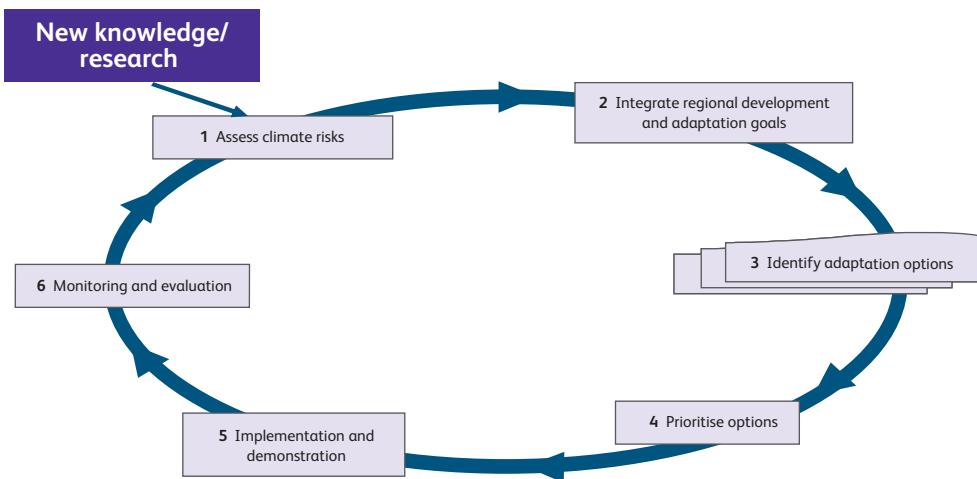 New knowledge/
research
1 Assess climate risks
2 Integrate regional development
and adaptation goals
3 Identify adaptation options
4 Prioritise options
5 Implementation and
demonstration
6 Monitoring and evaluation